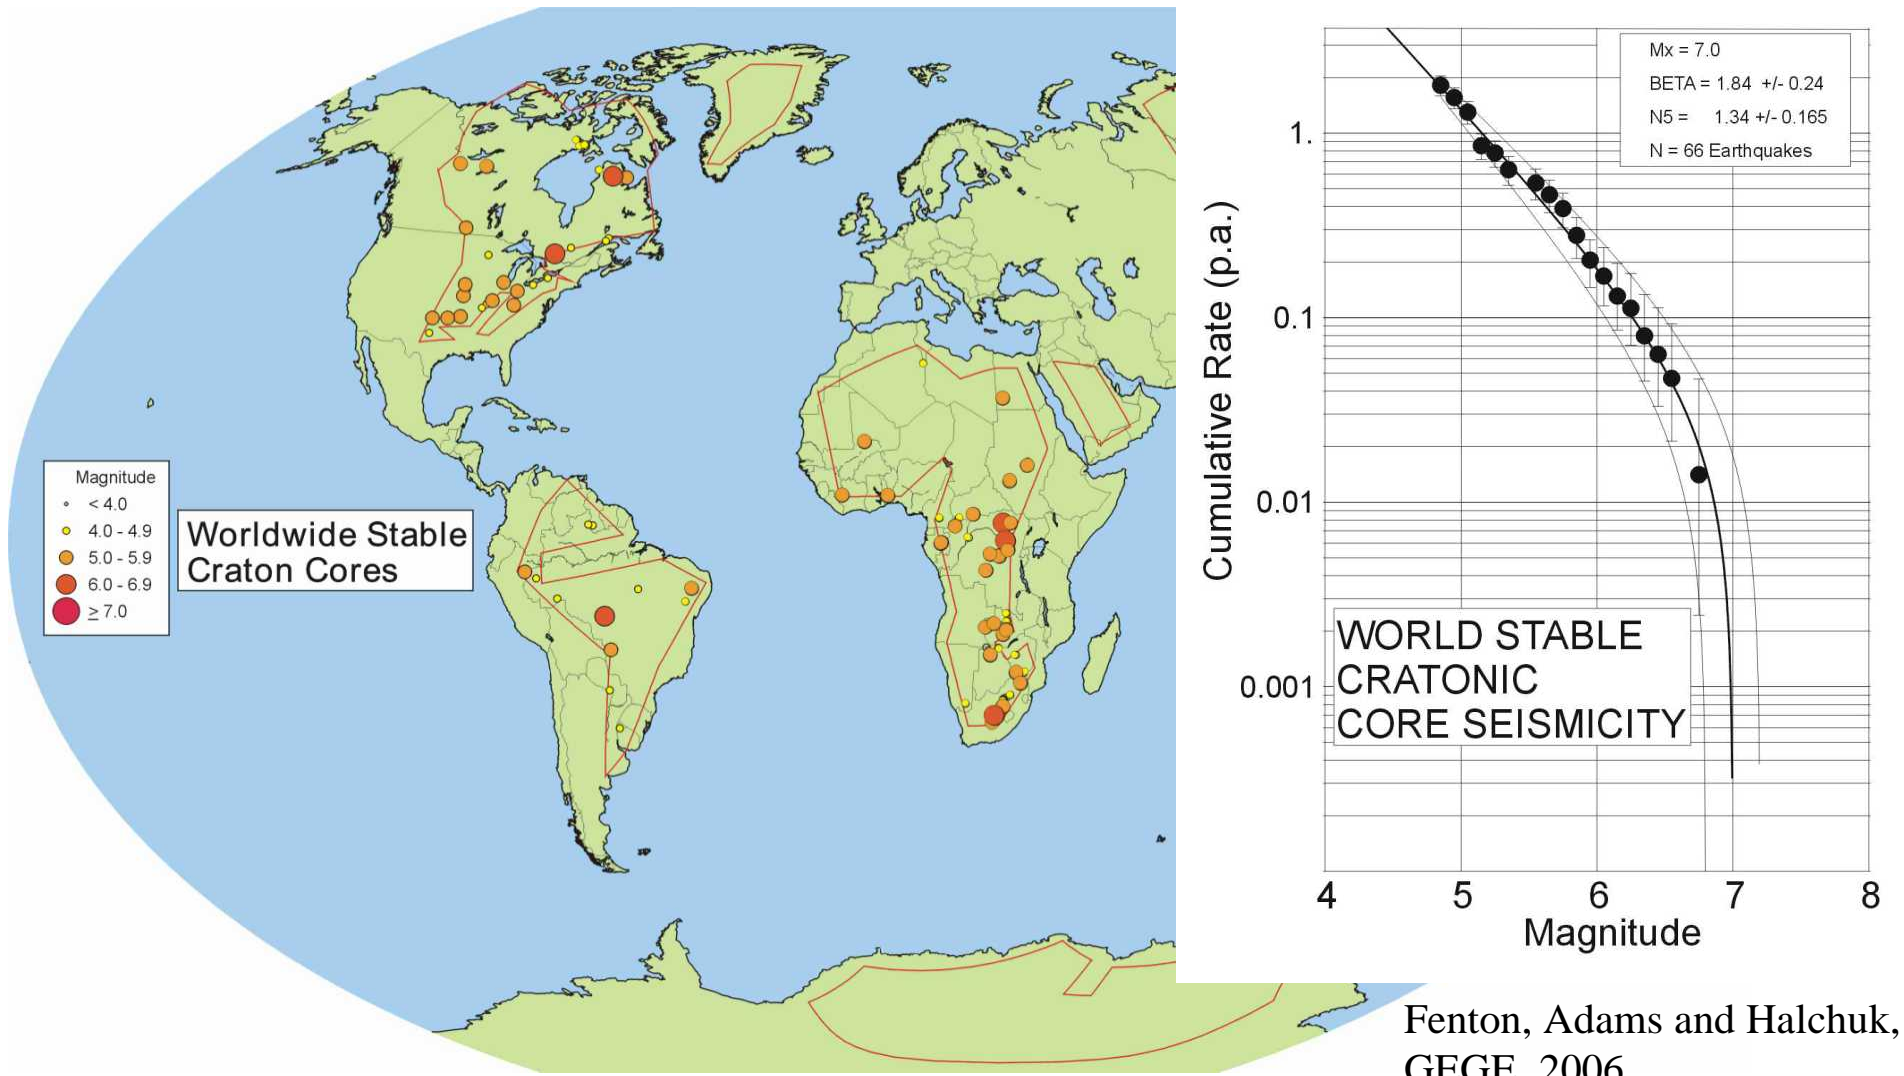 Magnitude
< 4.0
4.0 - 4.9
5.0 - 5.9
6.0 - 6.9
≥ 7.0
Worldwide Stable
Craton Cores
Mx = 7.0
BETA = 1.84 +/- 0.24
N5 = 1.34 +/- 0.165
N = 66 Earthquakes
Cumulative Rate (p.a.)
1.
0.1
0.01
0.001
WORLD STABLE
CRATONIC
CORE SEISMICITY
4 5 6 7 8
Magnitude
Fenton, Adams and Halchuk,
GEGE, 2006